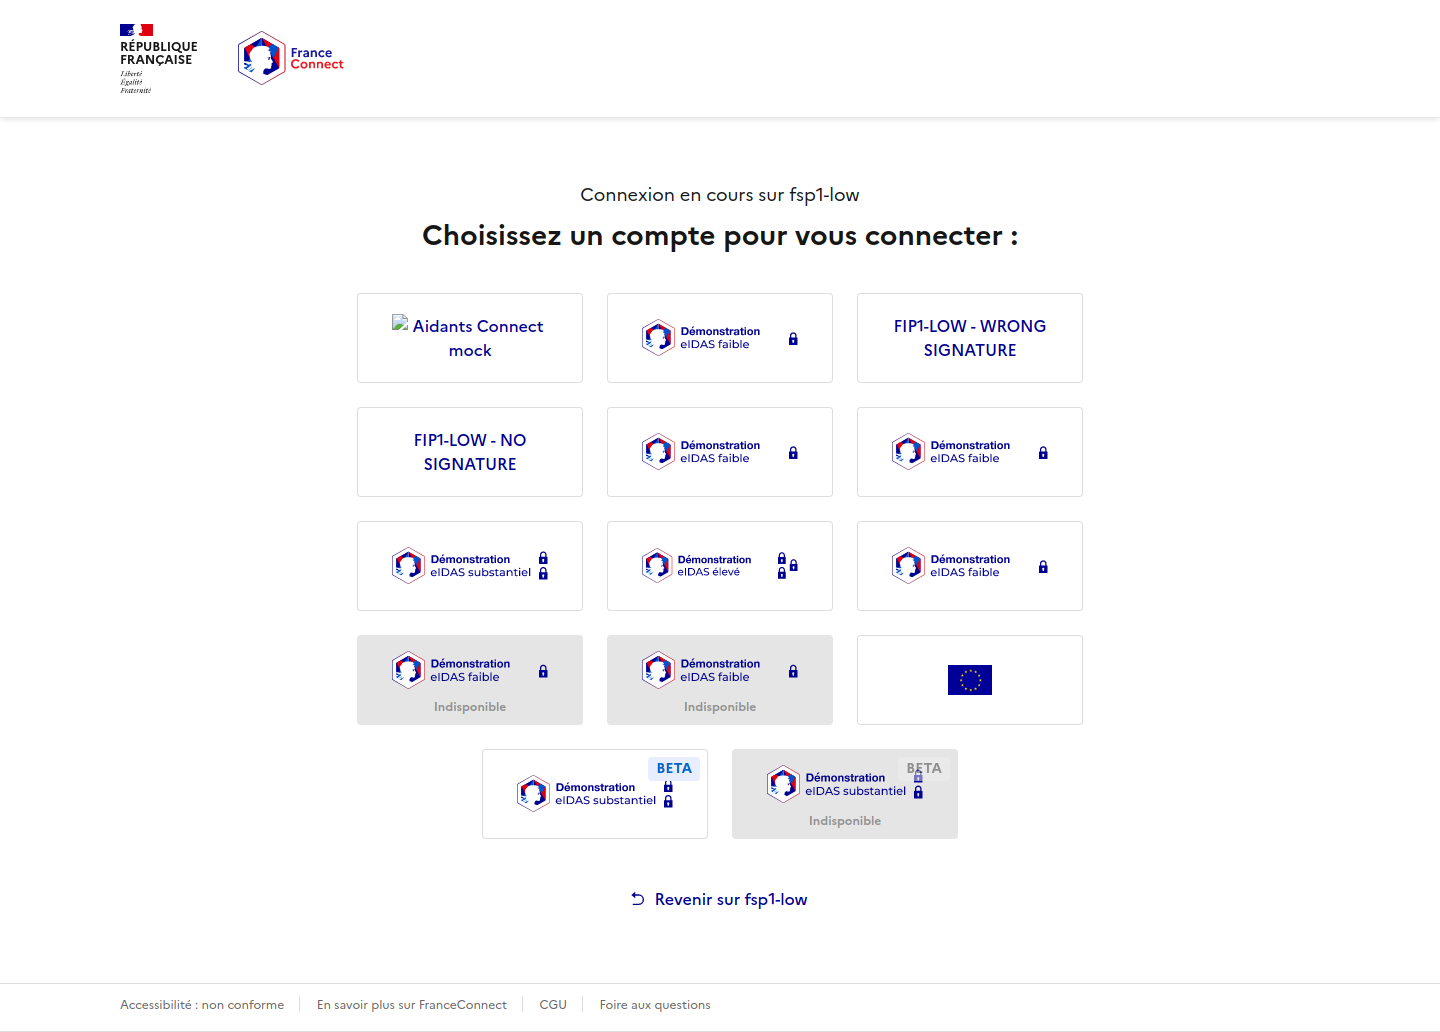 RÉPUBLIQUE
FRANÇAISE
Liberté
Égalité
Fraternité
France
Connect
Connexion en cours sur fsp1-low
Choisissez un compte pour vous connecter :
Aidants Connect
mock
Démonstration
eIDAS faible
FIP1-LOW - WRONG
SIGNATURE
FIP1-LOW - NO
SIGNATURE
Démonstration
eIDAS faible
Démonstration
eIDAS faible
Démonstration
eIDAS substantiel
Démonstration
eIDAS élevé
Démonstration
eIDAS faible
Démonstration
eIDAS faible
Indisponible
Démonstration
eIDAS faible
Indisponible
BETA
Démonstration
eIDAS substantiel
BETA
Démonstration
eIDAS substantiel
Indisponible
Revenir sur fsp1-low
Accessibilité : non conforme
En savoir plus sur FranceConnect
CGU
Foire aux questions